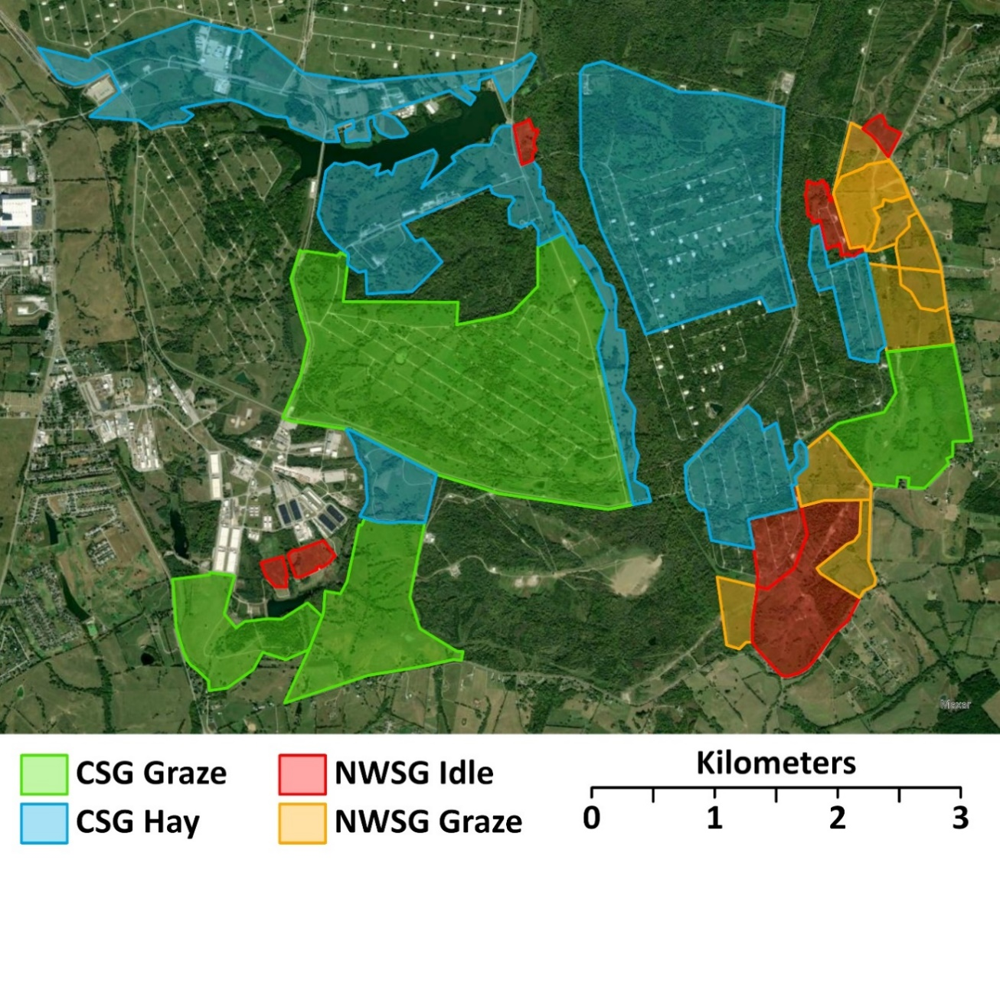 Maxar
CSG Graze
NWSG Idle
Kilometers
CSG Hay
NWSG Graze
0 1 2 3